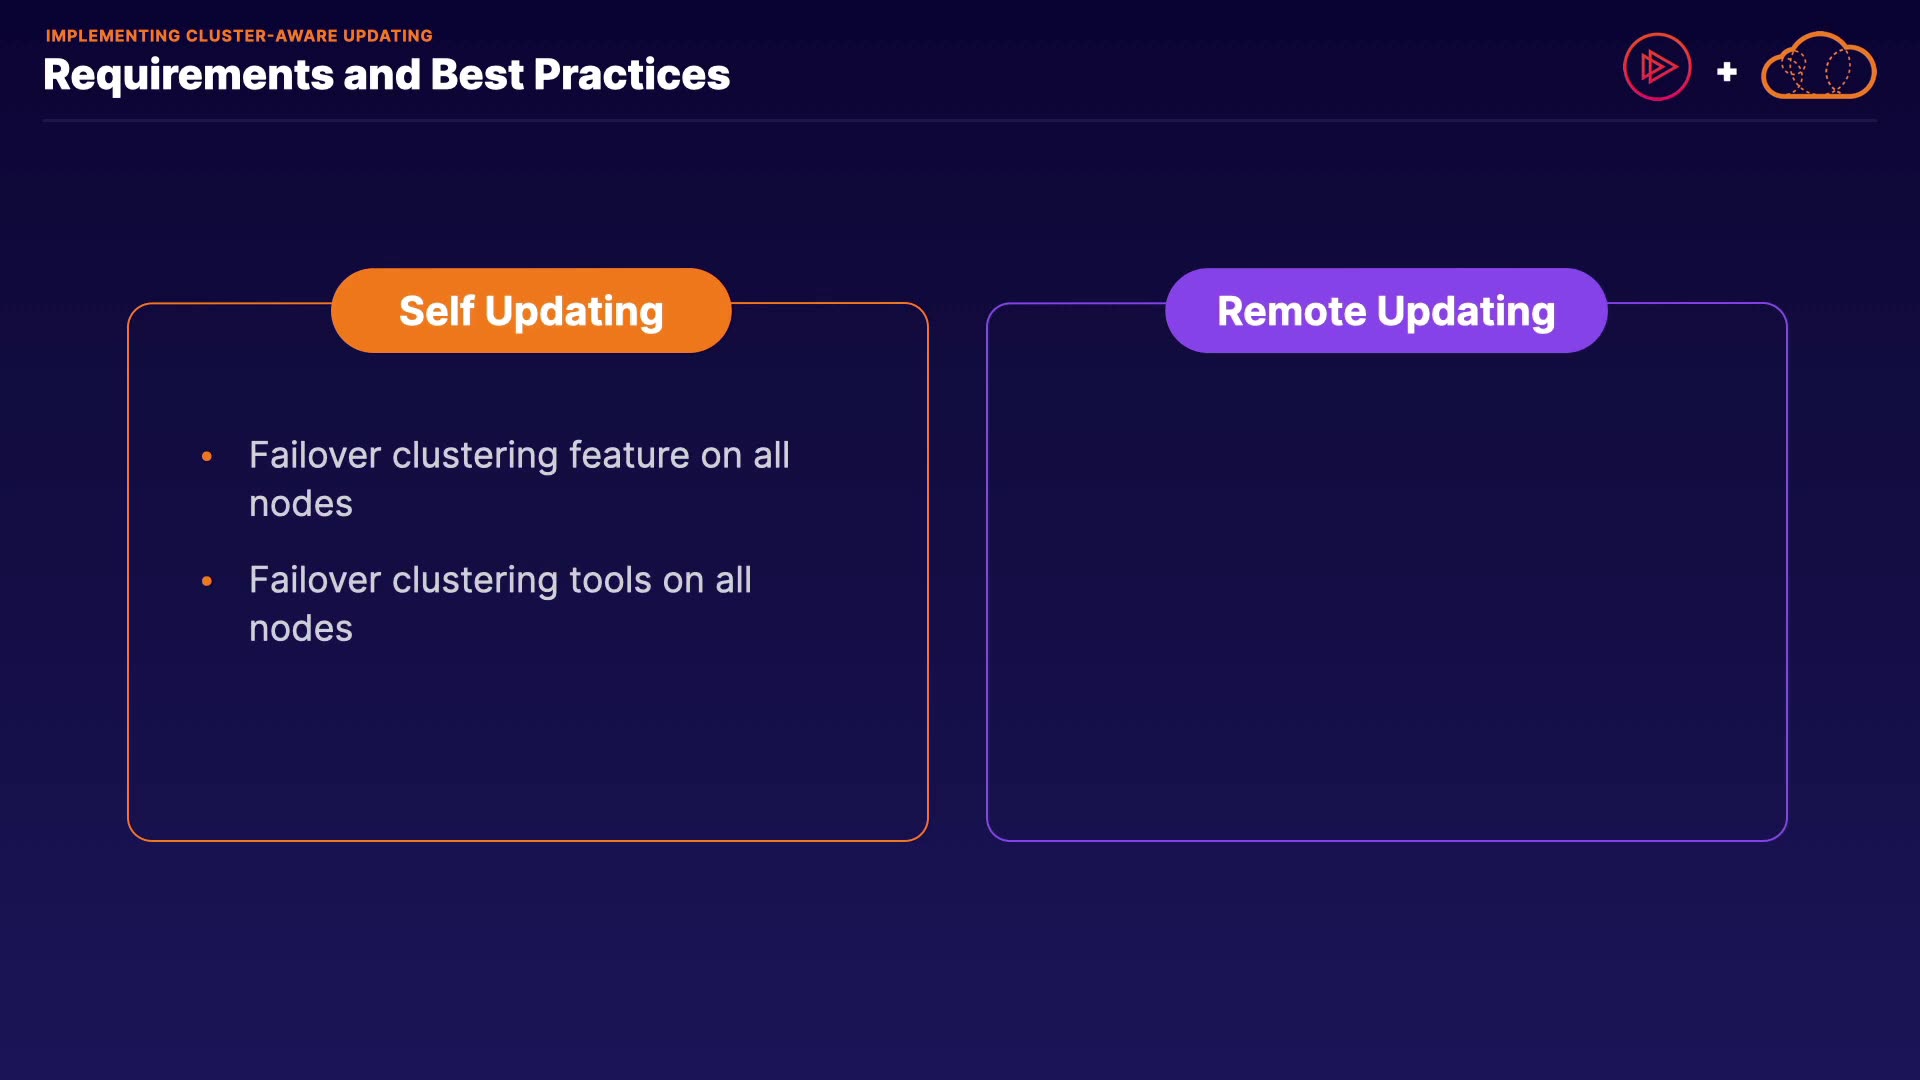 IMPLEMENTING CLUSTER-AWARE UPDATING
Requirements and Best Practices
+
Self Updating
• Failover clustering feature on all
nodes
• Failover clustering tools on all
nodes
Remote Updating